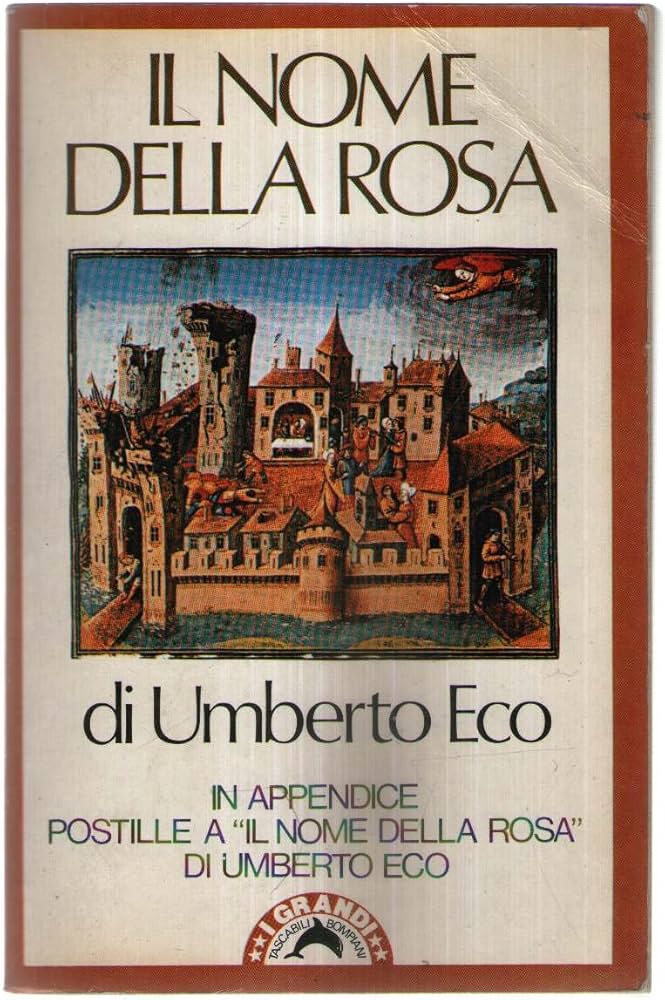 IL NOME
DELLA ROSA
di Umberto Eco
IN APPENDICE
POSTILLE A "IL NOME DELLA ROSA"
DI UMBERTO ECO
I GRANDI
TASCABILI BOMPIANI